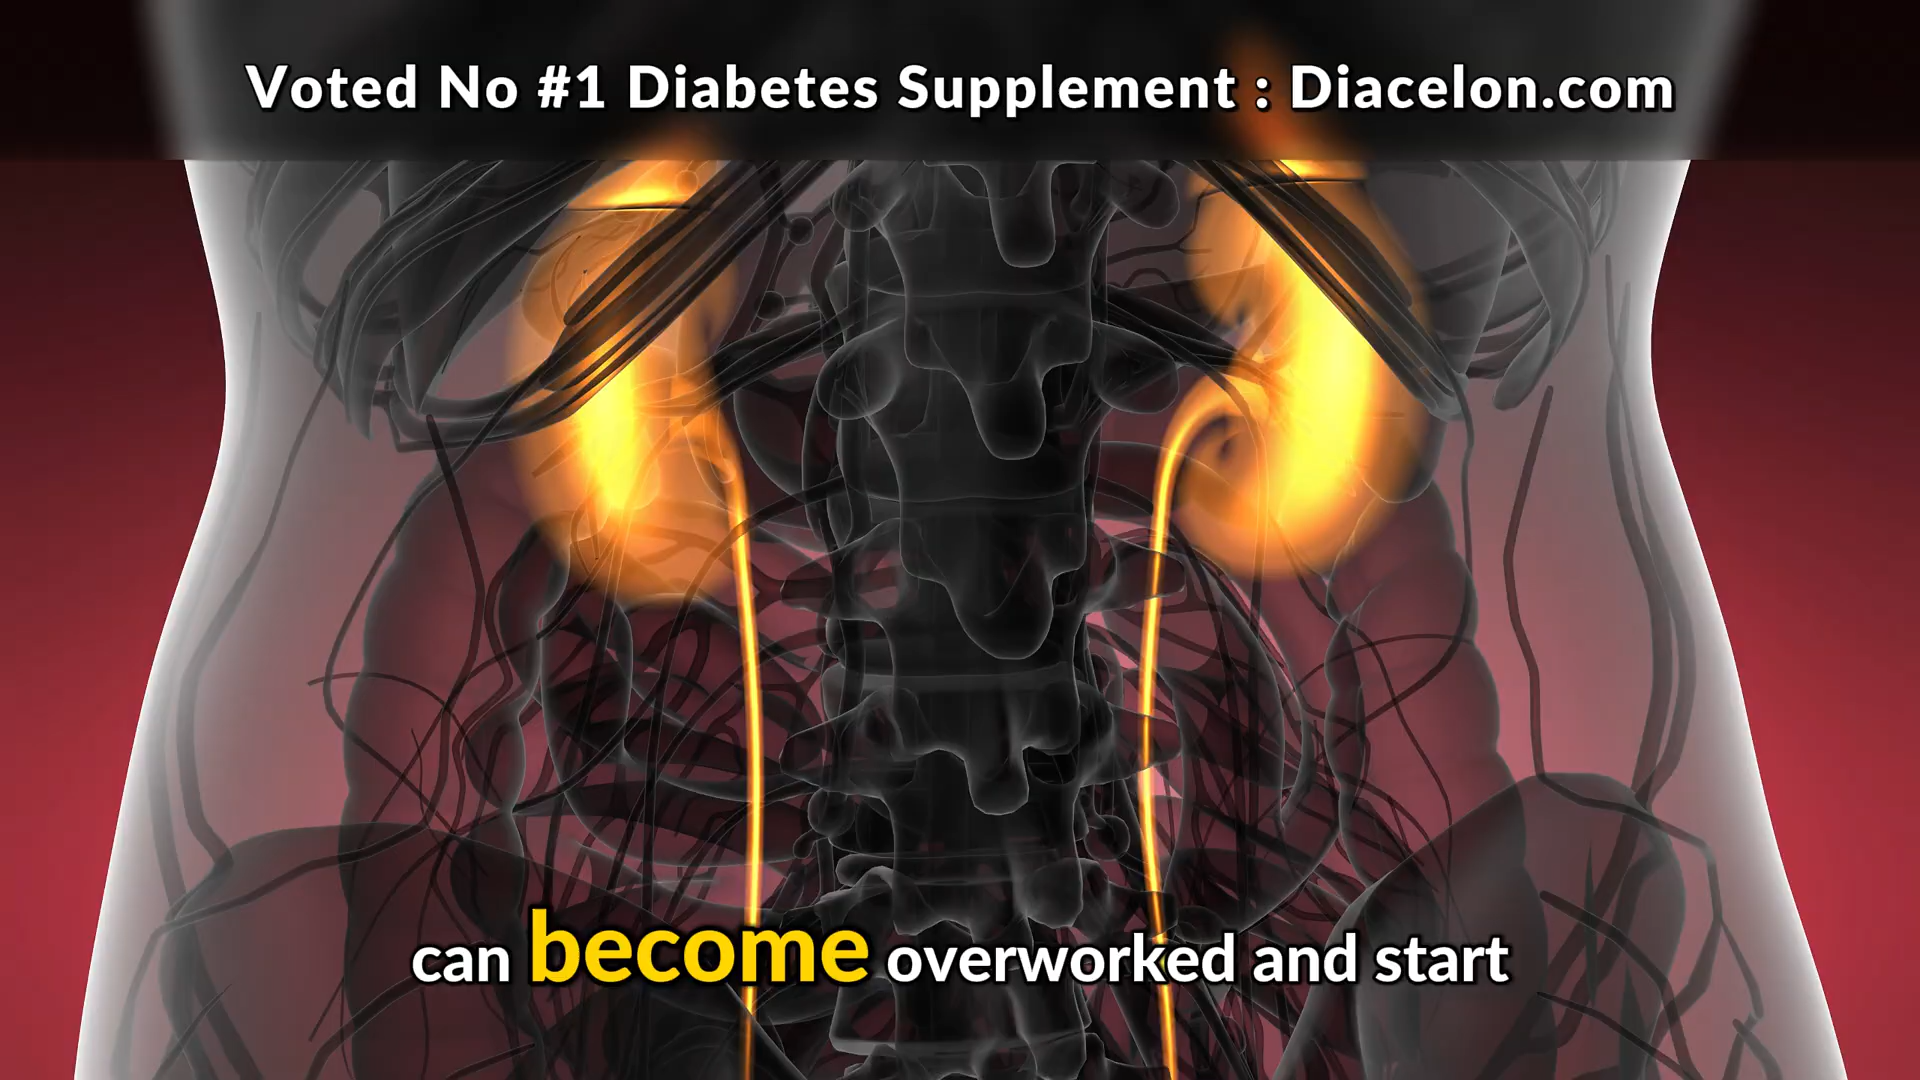 Voted No #1 Diabetes Supplement : Diacelon.com
can become overworked and start